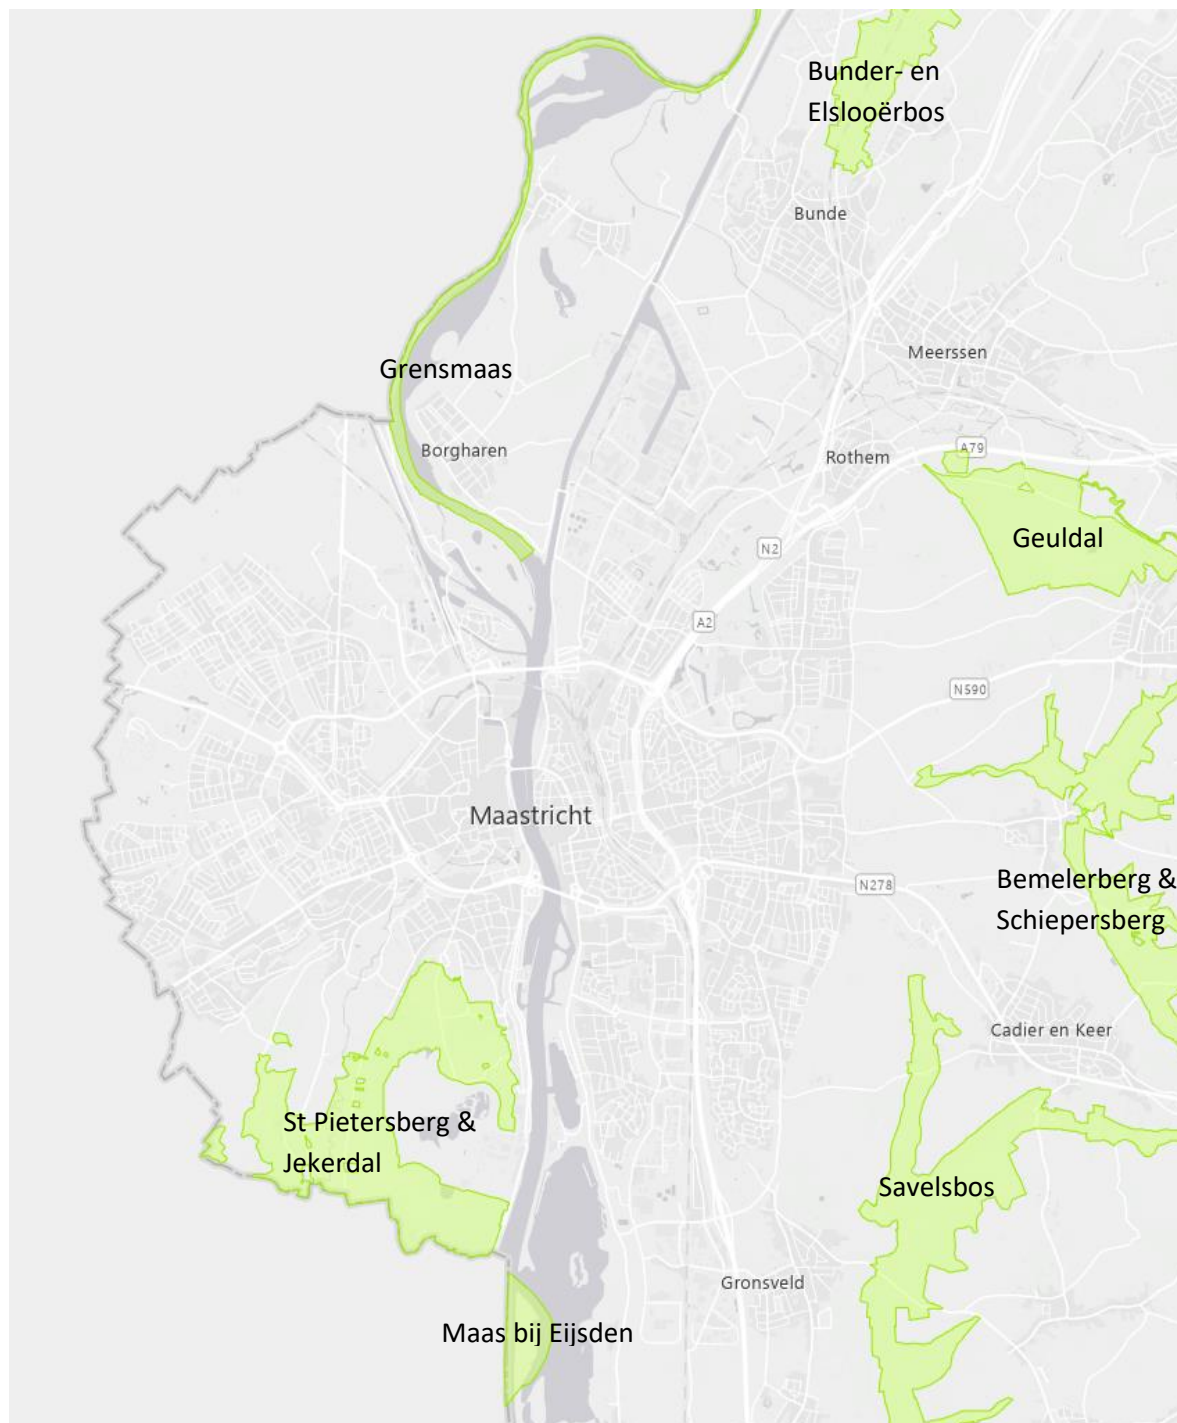 Bunder- en
Elslooërbos
Bunde
Meerssen
Grensmaas
Borgharen
Rothem
A79
Geuldal
N2
A2
N590
Maastricht
N278
Bemelerberg &
Schiepersberg
Cadier en Keer
St Pietersberg &
Jekerdal
Savelsbos
Gronsveld
Maas bij Eijsden